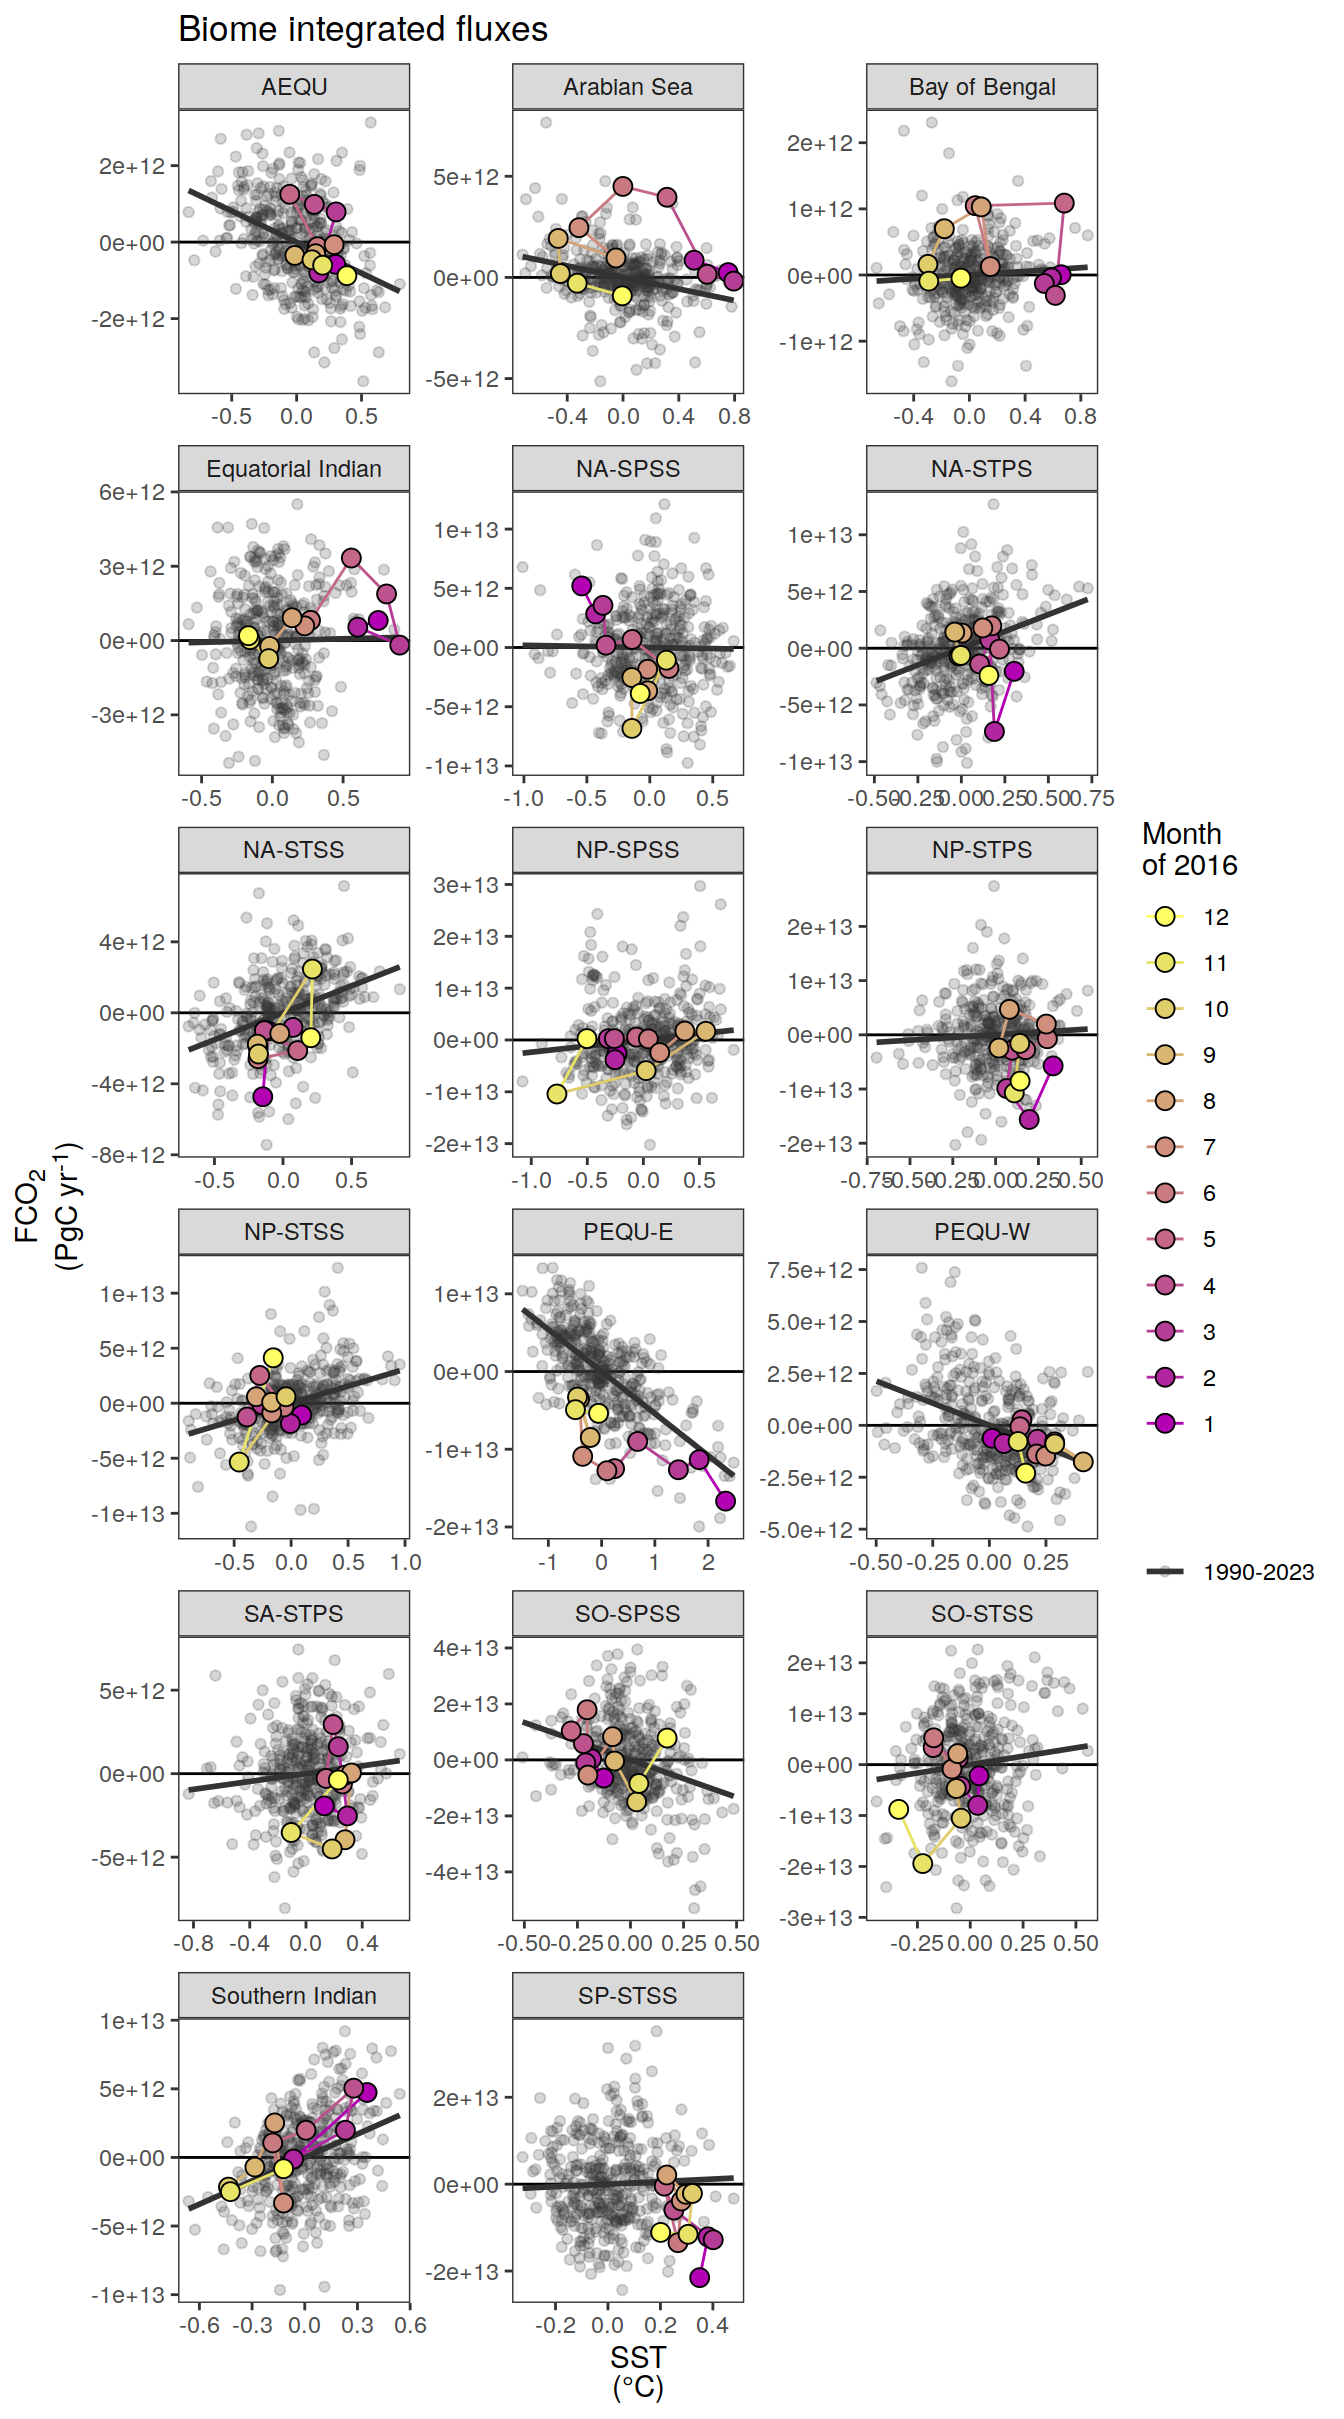 Biome integrated fluxes
AEQU
Arabian Sea
Bay of Bengal
2e+12
0e+00
-2e+12
5e+12
0e+00
-5e+12
2e+12
1e+12
0e+00
-1e+12
-0.5 0.0 0.5
-0.4 0.0 0.4 0.8
-0.4 0.0 0.4 0.8
Equatorial Indian
NA-SPSS
NA-STPS
6e+12
3e+12
0e+00
-3e+12
1e+13
5e+12
0e+00
-5e+12
-1e+13
1e+13
5e+12
0e+00
-5e+12
-1e+13
-0.5 0.0 0.5
-1.0 -0.5 0.0 0.5
-0.50 -0.25 0.00 0.25 0.50 0.75
NA-STSS
NP-SPSS
NP-STPS
4e+12
0e+00
-4e+12
-8e+12
3e+13
2e+13
1e+13
0e+00
-1e+13
-2e+13
2e+13
1e+13
0e+00
-1e+13
-2e+13
-0.5 0.0 0.5
-1.0 -0.5 0.0 0.5
-0.75 -0.50 -0.25 0.00 0.25 0.50
NP-STSS
PEQU-E
PEQU-W
1e+13
5e+12
0e+00
-5e+12
-1e+13
1e+13
0e+00
-1e+13
-2e+13
7.5e+12
5.0e+12
2.5e+12
0.0e+00
-2.5e+12
-5.0e+12
-0.5 0.0 0.5 1.0
-1 0 1 2
-0.50 -0.25 0.00 0.25
SA-STPS
SO-SPSS
SO-STSS
5e+12
0e+00
-5e+12
4e+13
2e+13
0e+00
-2e+13
-4e+13
2e+13
1e+13
0e+00
-1e+13
-2e+13
-3e+13
-0.8 -0.4 0.0 0.4
-0.50 -0.25 0.00 0.25 0.50
-0.25 0.00 0.25 0.50
Southern Indian
SP-STSS
1e+13
5e+12
0e+00
-5e+12
-1e+13
2e+13
0e+00
-2e+13
-0.6 -0.3 0.0 0.3 0.6
-0.2 0.0 0.2 0.4
SST
(°C)
FCO₂
(PgC yr⁻¹)
Month
of 2016
12
11
10
9
8
7
6
5
4
3
2
1
1990-2023